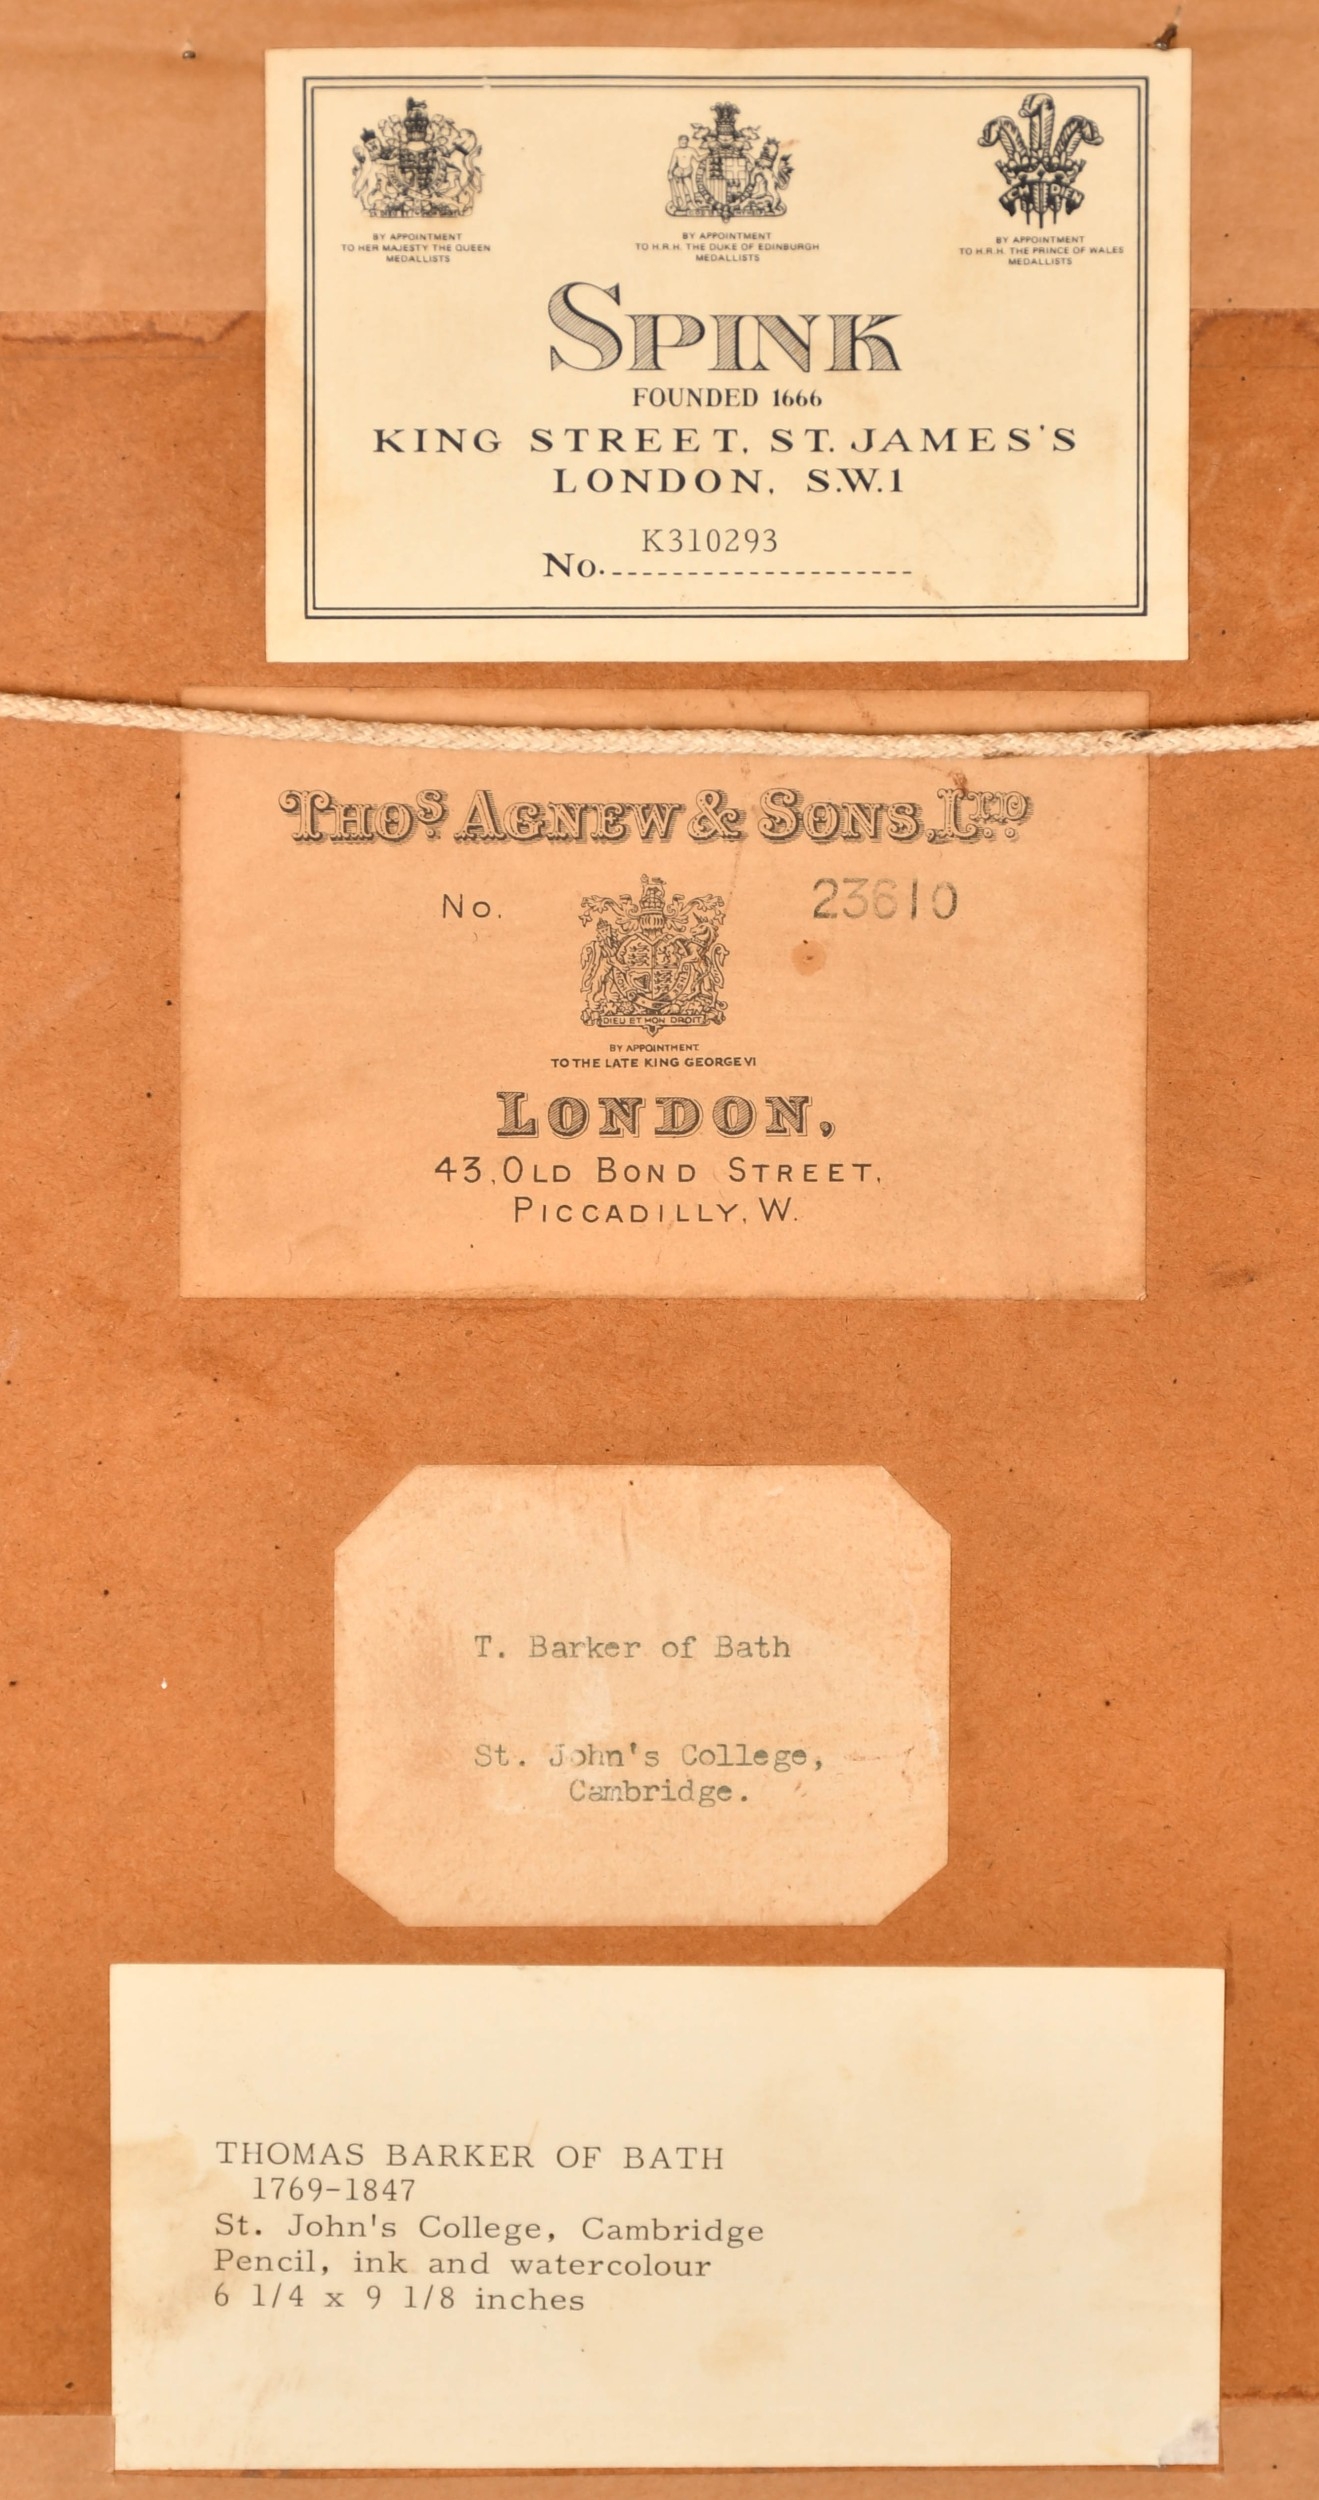 BY APPOINTMENT
TO HER MAJESTY THE QUEEN
MEDALLISTS
BY APPOINTMENT
TO H.R.H. THE DUKE OF EDINBURGH
MEDALLISTS
ICH DIEN
BY APPOINTMENT
TO H.R.H. THE PRINCE OF WALES
MEDALLISTS
SPINK
FOUNDED 1666
KING STREET, ST. JAMES'S
LONDON, S.W.1
K310293
No.
THOS. AGNEW & SONS, LTD.
No. 23610
DIEU ET MON DROIT
BY APPOINTMENT
TO THE LATE KING GEORGE VI
LONDON,
43, OLD BOND STREET,
PICCADILLY, W.
T. Barker of Bath
St. John's College,
Cambridge.
THOMAS BARKER OF BATH
1769-1847
St. John's College, Cambridge
Pencil, ink and watercolour
6 1/4 x 9 1/8 inches